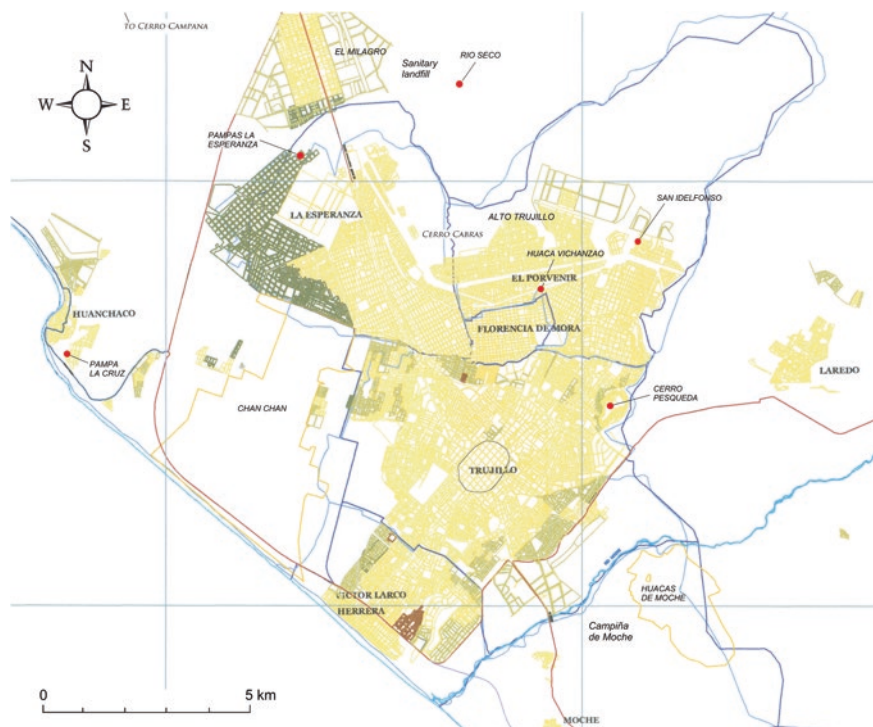 TO CERRO CAMPANA
EL MILAGRO
Sanitary
landfill
RIO SECO
N
W
E
S
PAMPAS LA
ESPERANZA
LA ESPERANZA
ALTO TRUJILLO
SAN IDELFONSO
CERRO CABRAS
HUACA VICHANZAO
EL PORVENIR
HUANCHACO
FLORENCIA DE MORA
PAMPA
LA CRUZ
LAREDO
CERRO
PESQUEDA
CHAN CHAN
TRUJILLO
HUACAS
DE MOCHE
VICTOR LARCO
HERRERA
Campiña
de Moche
0
5 km
MOCHE